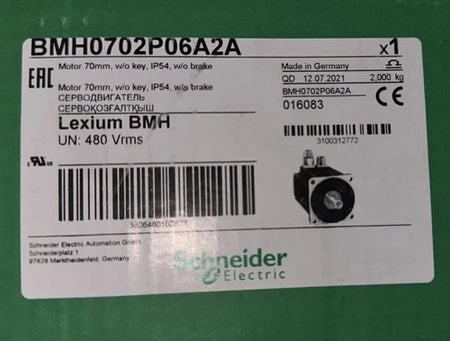 BMH0702P06A2A x1
Motor 70mm, w/o key, IP54, w/o brake
Motor 70mm, w/o key, IP54, w/o brake
СЕРВОДВИГАТЕЛЬ
СЕРВОҚОЗҒАЛТҚЫШ
Lexium BMH
UN: 480 Vrms
Made in Germany
QD 12.07.2021 2,000 kg
BMH0702P06A2A
016083
3100312772
EAC
CE
Schneider Electric Automation GmbH
Schneiderplatz 1
97828 Marktheidenfeld, Germany
Schneider
Electric